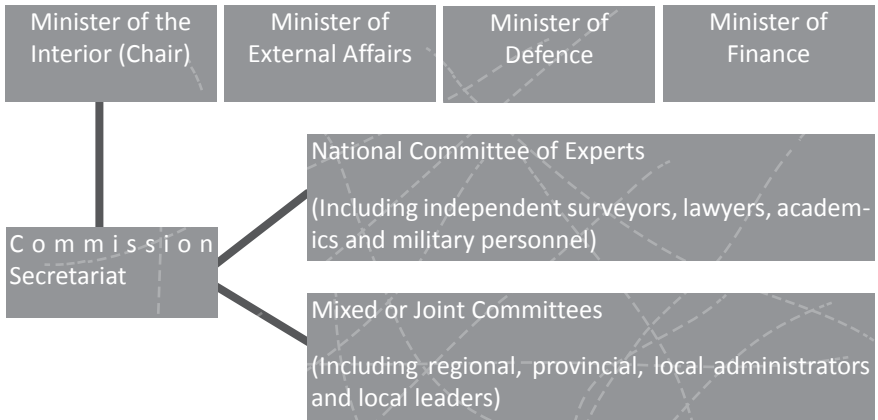 Minister of the
Interior (Chair)
Minister of
External Affairs
Minister of
Defence
Minister of
Finance
National Committee of Experts
(Including independent surveyors, lawyers, academ-
ics and military personnel)
Commission
Secretariat
Mixed or Joint Committees
(Including regional, provincial, local administrators
and local leaders)